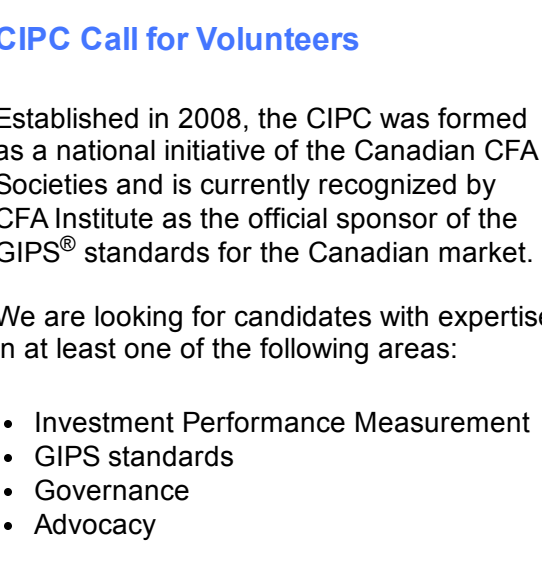 CIPC Call for Volunteers
Established in 2008, the CIPC was formed
as a national initiative of the Canadian CFA
Societies and is currently recognized by
CFA Institute as the official sponsor of the
GIPS® standards for the Canadian market.
We are looking for candidates with expertise
in at least one of the following areas:
• Investment Performance Measurement
• GIPS standards
• Governance
• Advocacy